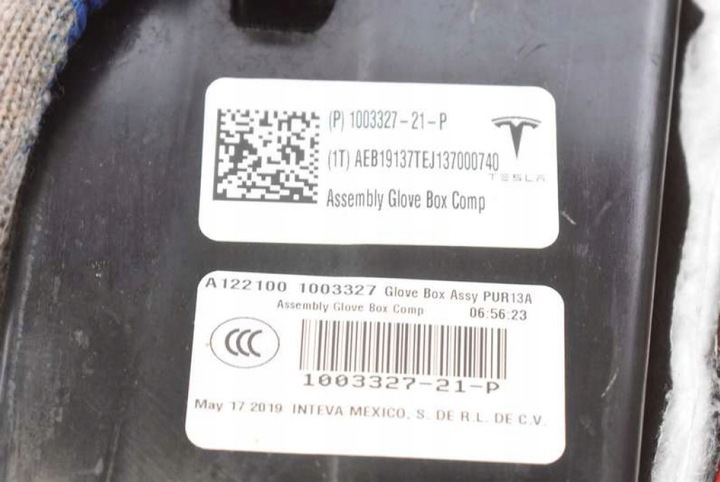 (P) 1003327-21-P
(1T) AEB19137TEJ137000740
TESLA
Assembly Glove Box Comp
A122100 1003327 Glove Box Assy PUR13A
Assembly Glove Box Comp 06:56:23
CCC
1003327-21-P
May 17 2019 INTEVA MEXICO, S. DE R.L. DE C.V.